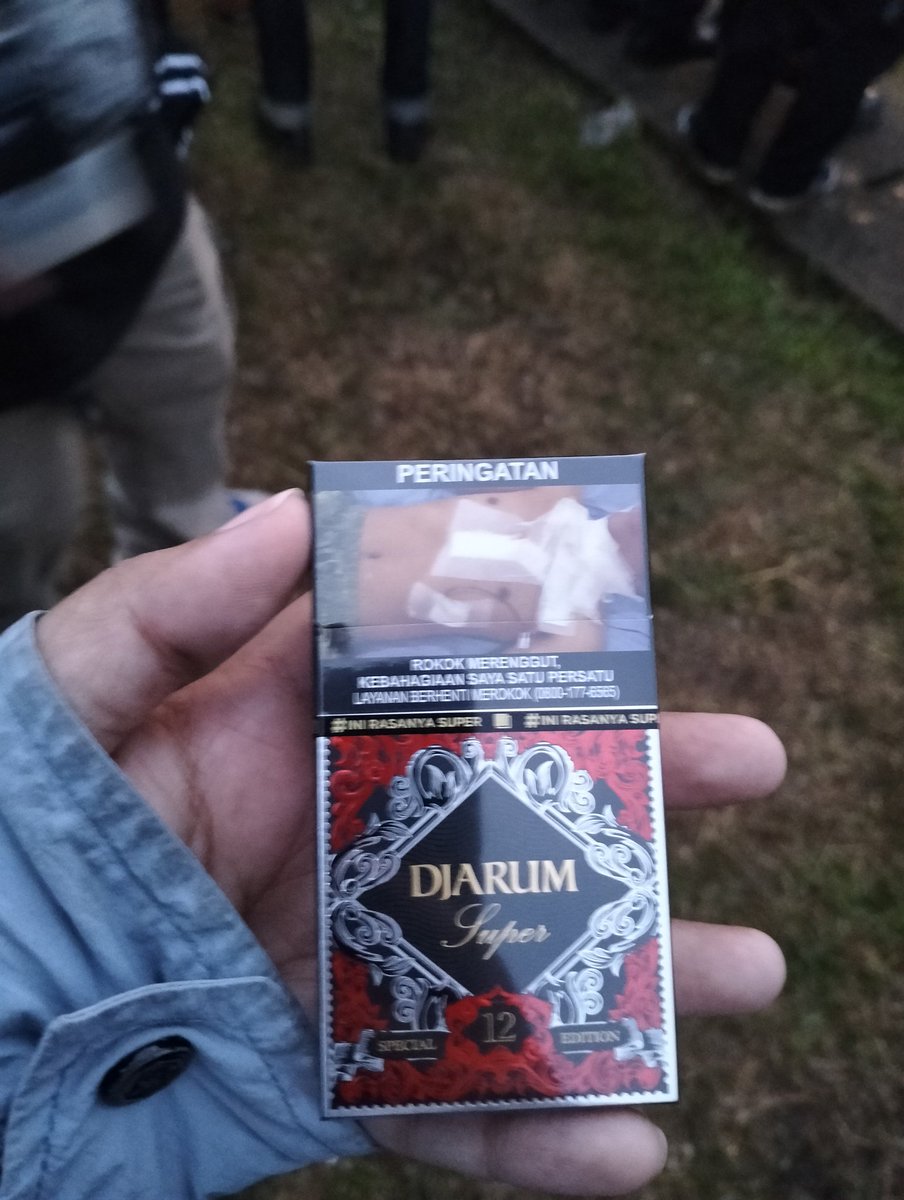 PERINGATAN
ROKOK MERENGGUT,
KEBAHAGIAAN SAYA SATU PERSATU
LAYANAN BERHENTI MEROKOK (0800-177-6565)
#INI RASANYA SUPER #INI RASANYA SUP
DJARUM
Super
12
SPECIAL EDITION